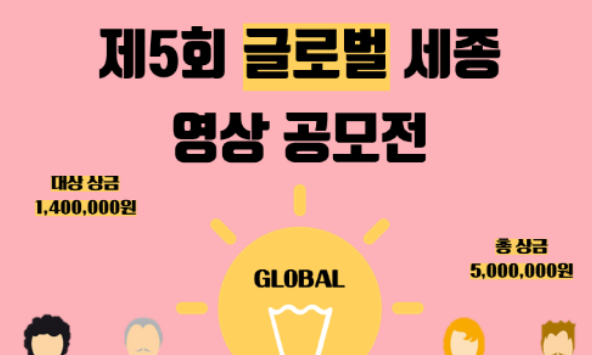 제5회 글로벌 세종
영상 공모전
대상 상금
1,400,000원
총 상금
5,000,000원
GLOBAL